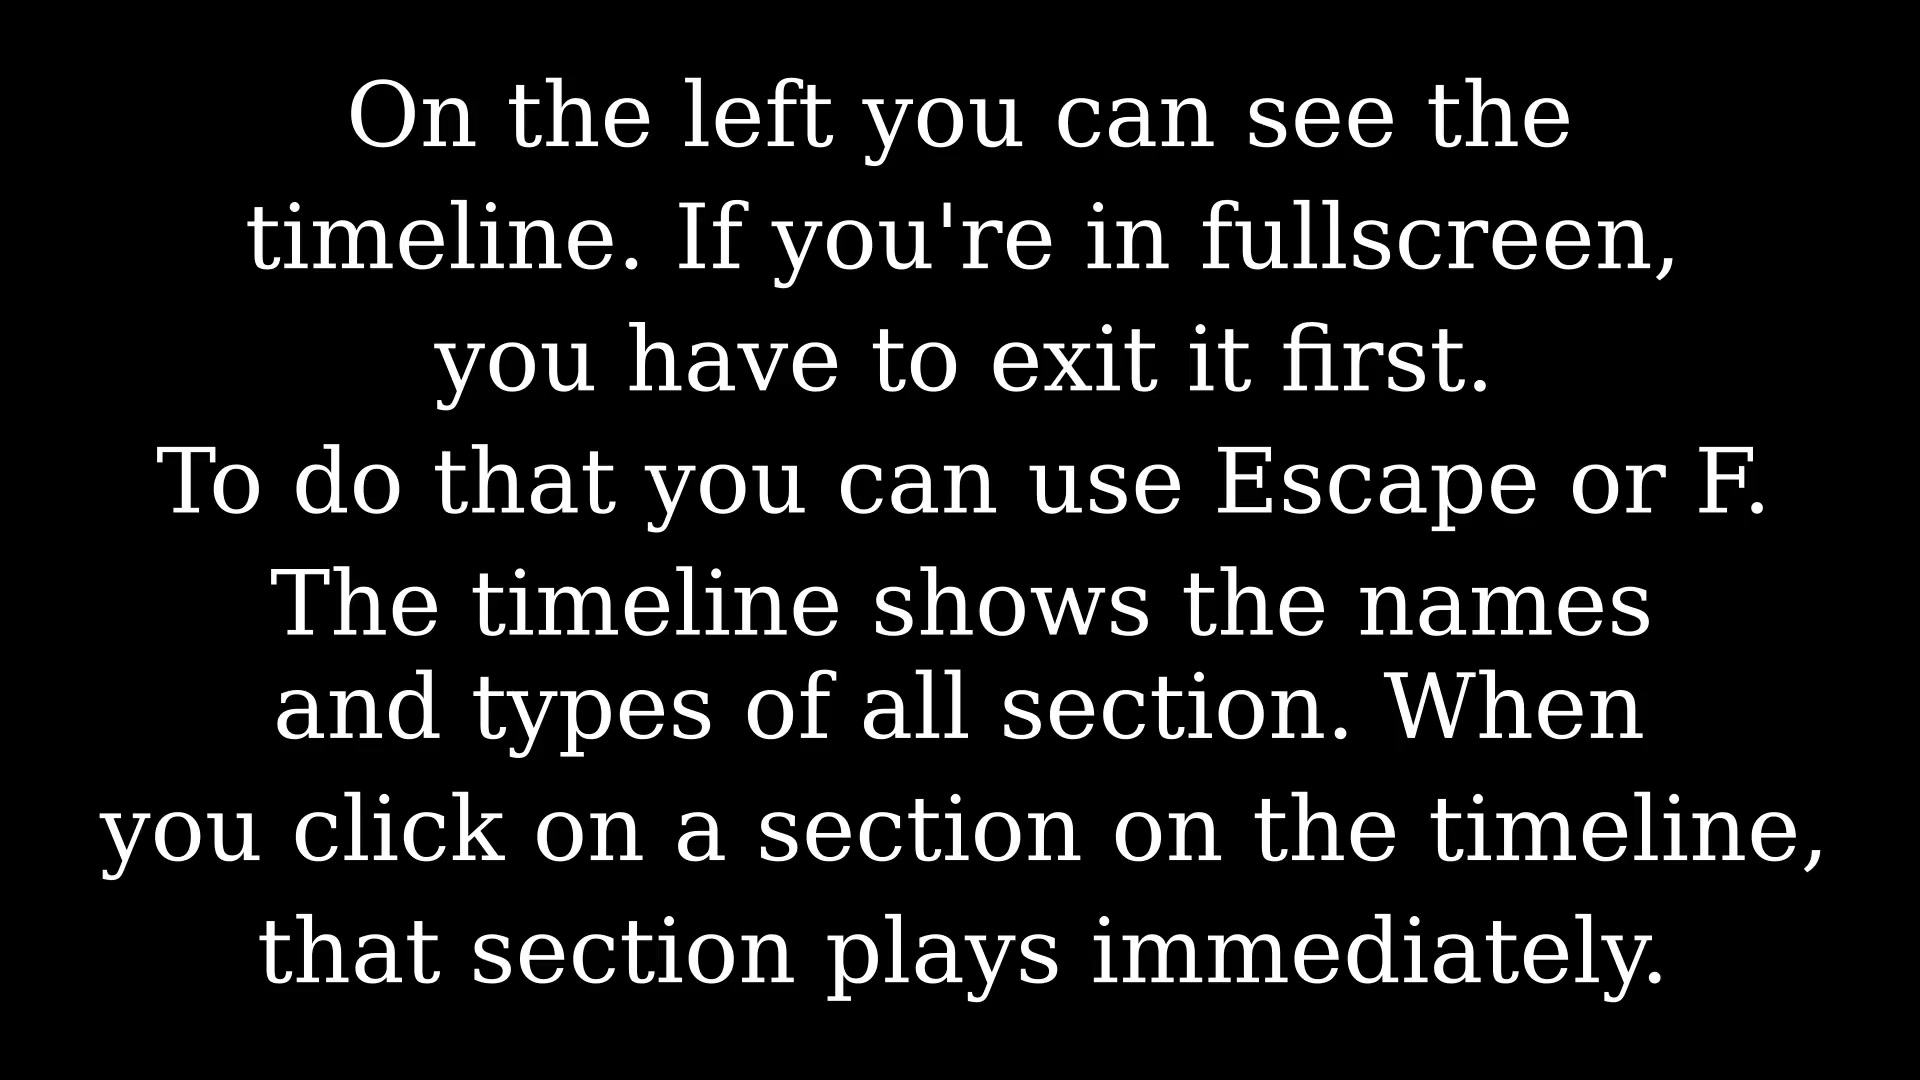 On the left you can see the
timeline. If you're in fullscreen,
you have to exit it first.
To do that you can use Escape or F.
The timeline shows the names
and types of all section. When
you click on a section on the timeline,
that section plays immediately.